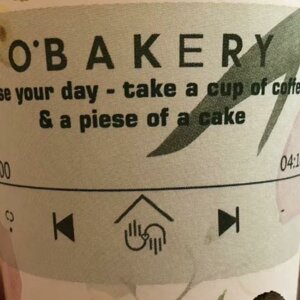 O'BAKERY
se your day - take a cup of coffe
& a piese of a cake
00 04:1